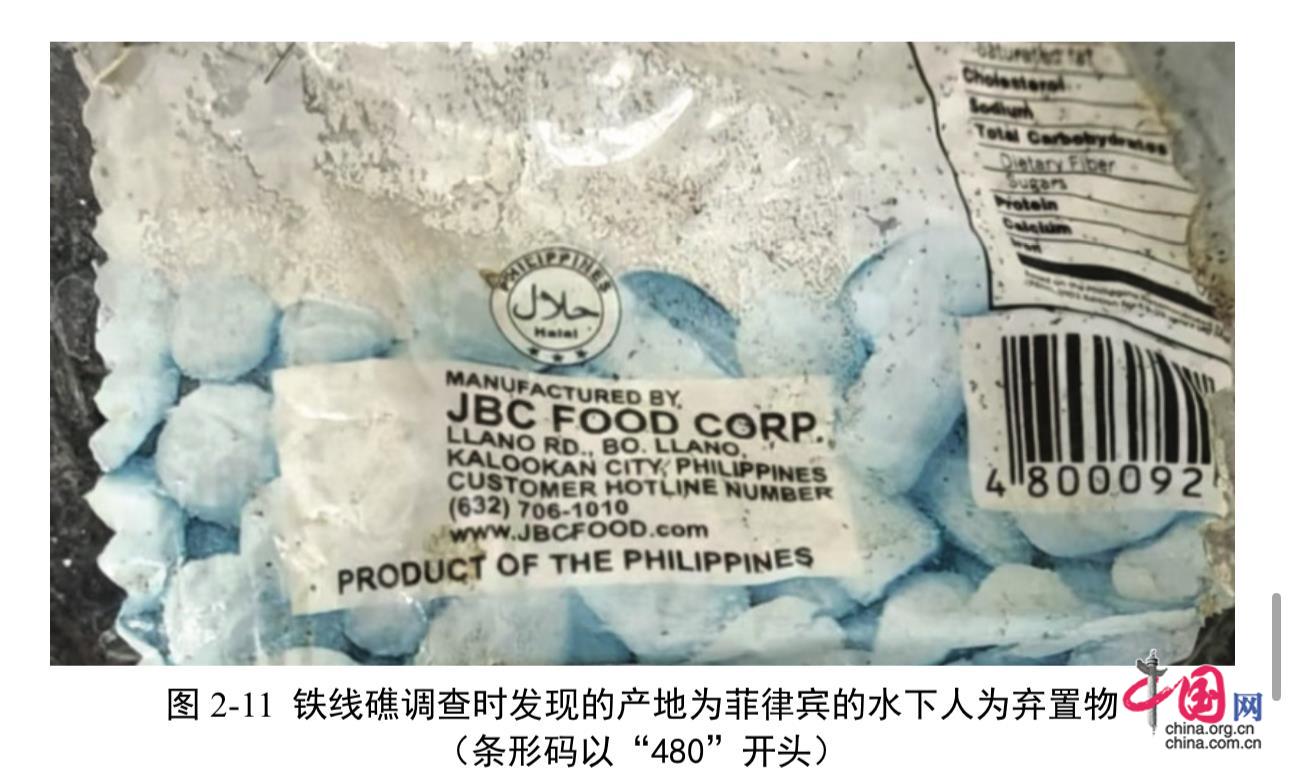 saturated fat
Cholesterol
Sodium
Total Carbohydrates
Dietary Fiber
Sugars
Protein
Calcium
Iron
PHILIPPINES
حلال
Halal
MANUFACTURED BY
JBC FOOD CORP.
LLANO RD., BO. LLANO,
KALOOKAN CITY, PHILIPPINES
CUSTOMER HOTLINE NUMBER
(632) 706-1010
www.JBCFOOD.com
PRODUCT OF THE PHILIPPINES
4 800092
图 2-11 铁线礁调查时发现的产地为菲律宾的水下人为弃置物
（条形码以“480”开头）
中国网
china.org.cn
china.com.cn